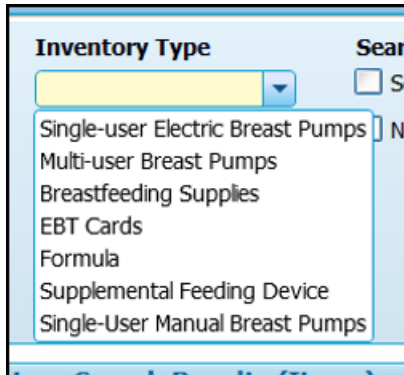 Inventory Type
Single-user Electric Breast Pumps
Multi-user Breast Pumps
Breastfeeding Supplies
EBT Cards
Formula
Supplemental Feeding Device
Single-User Manual Breast Pumps